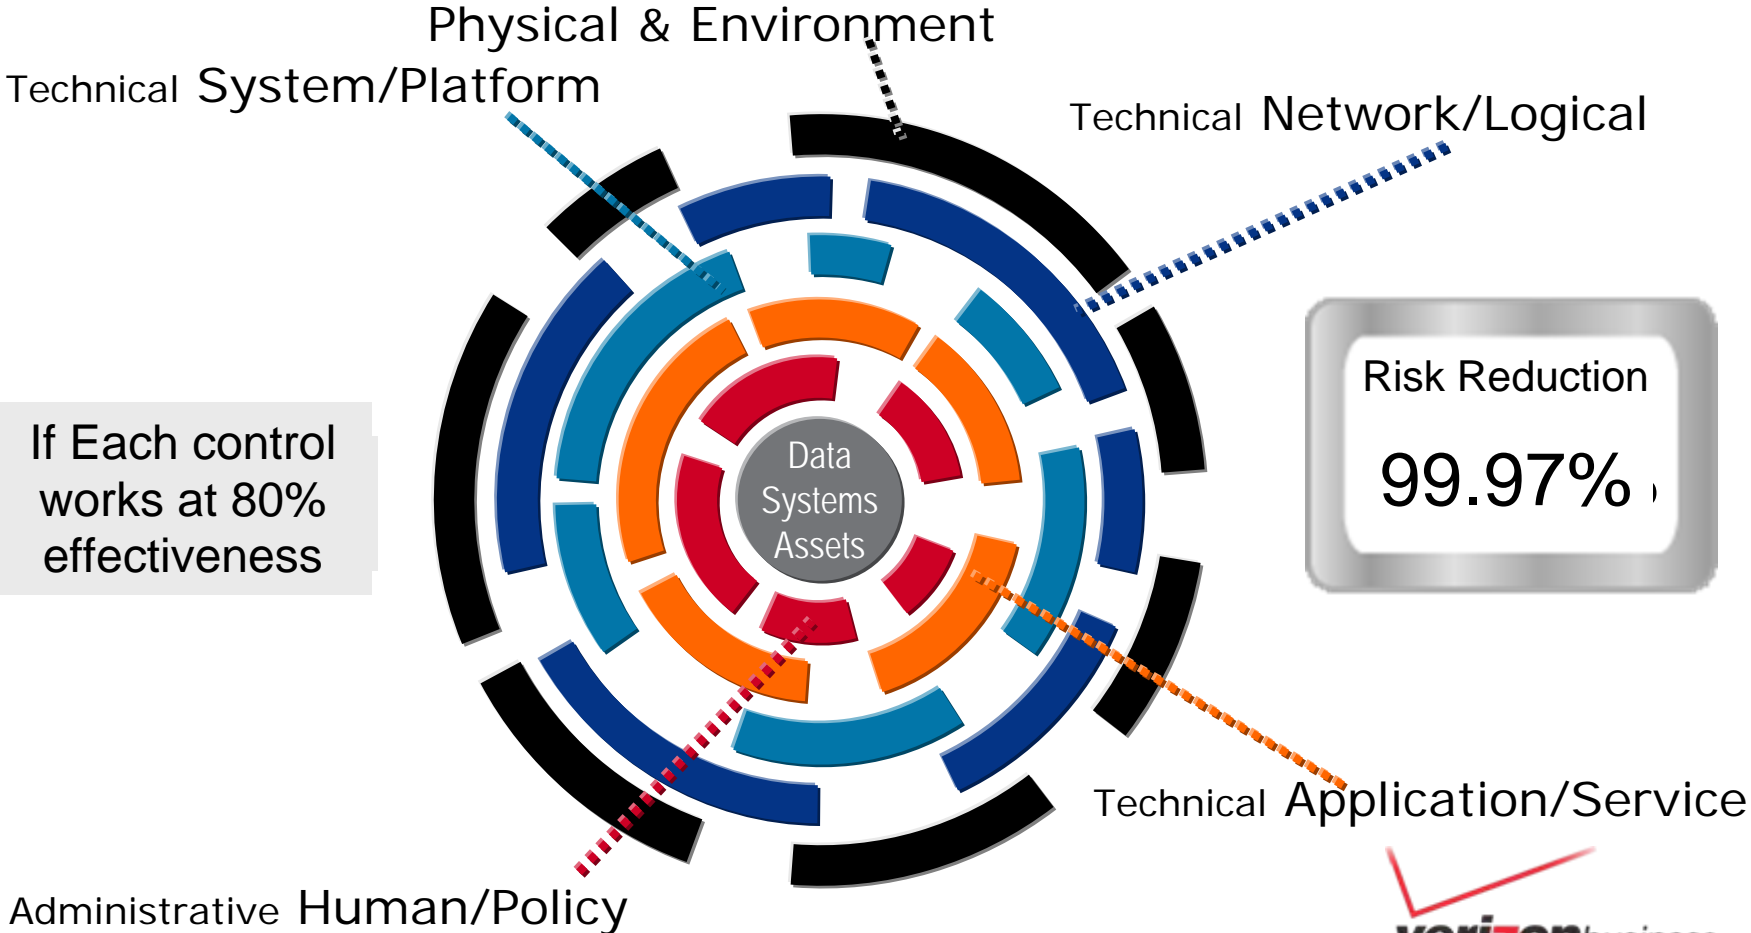 Physical & Environment
Technical System/Platform
Technical Network/Logical
Risk Reduction
99.97%
If Each control
works at 80%
effectiveness
Data
Systems
Assets
Technical Application/Service
Administrative Human/Policy
verizonbusiness